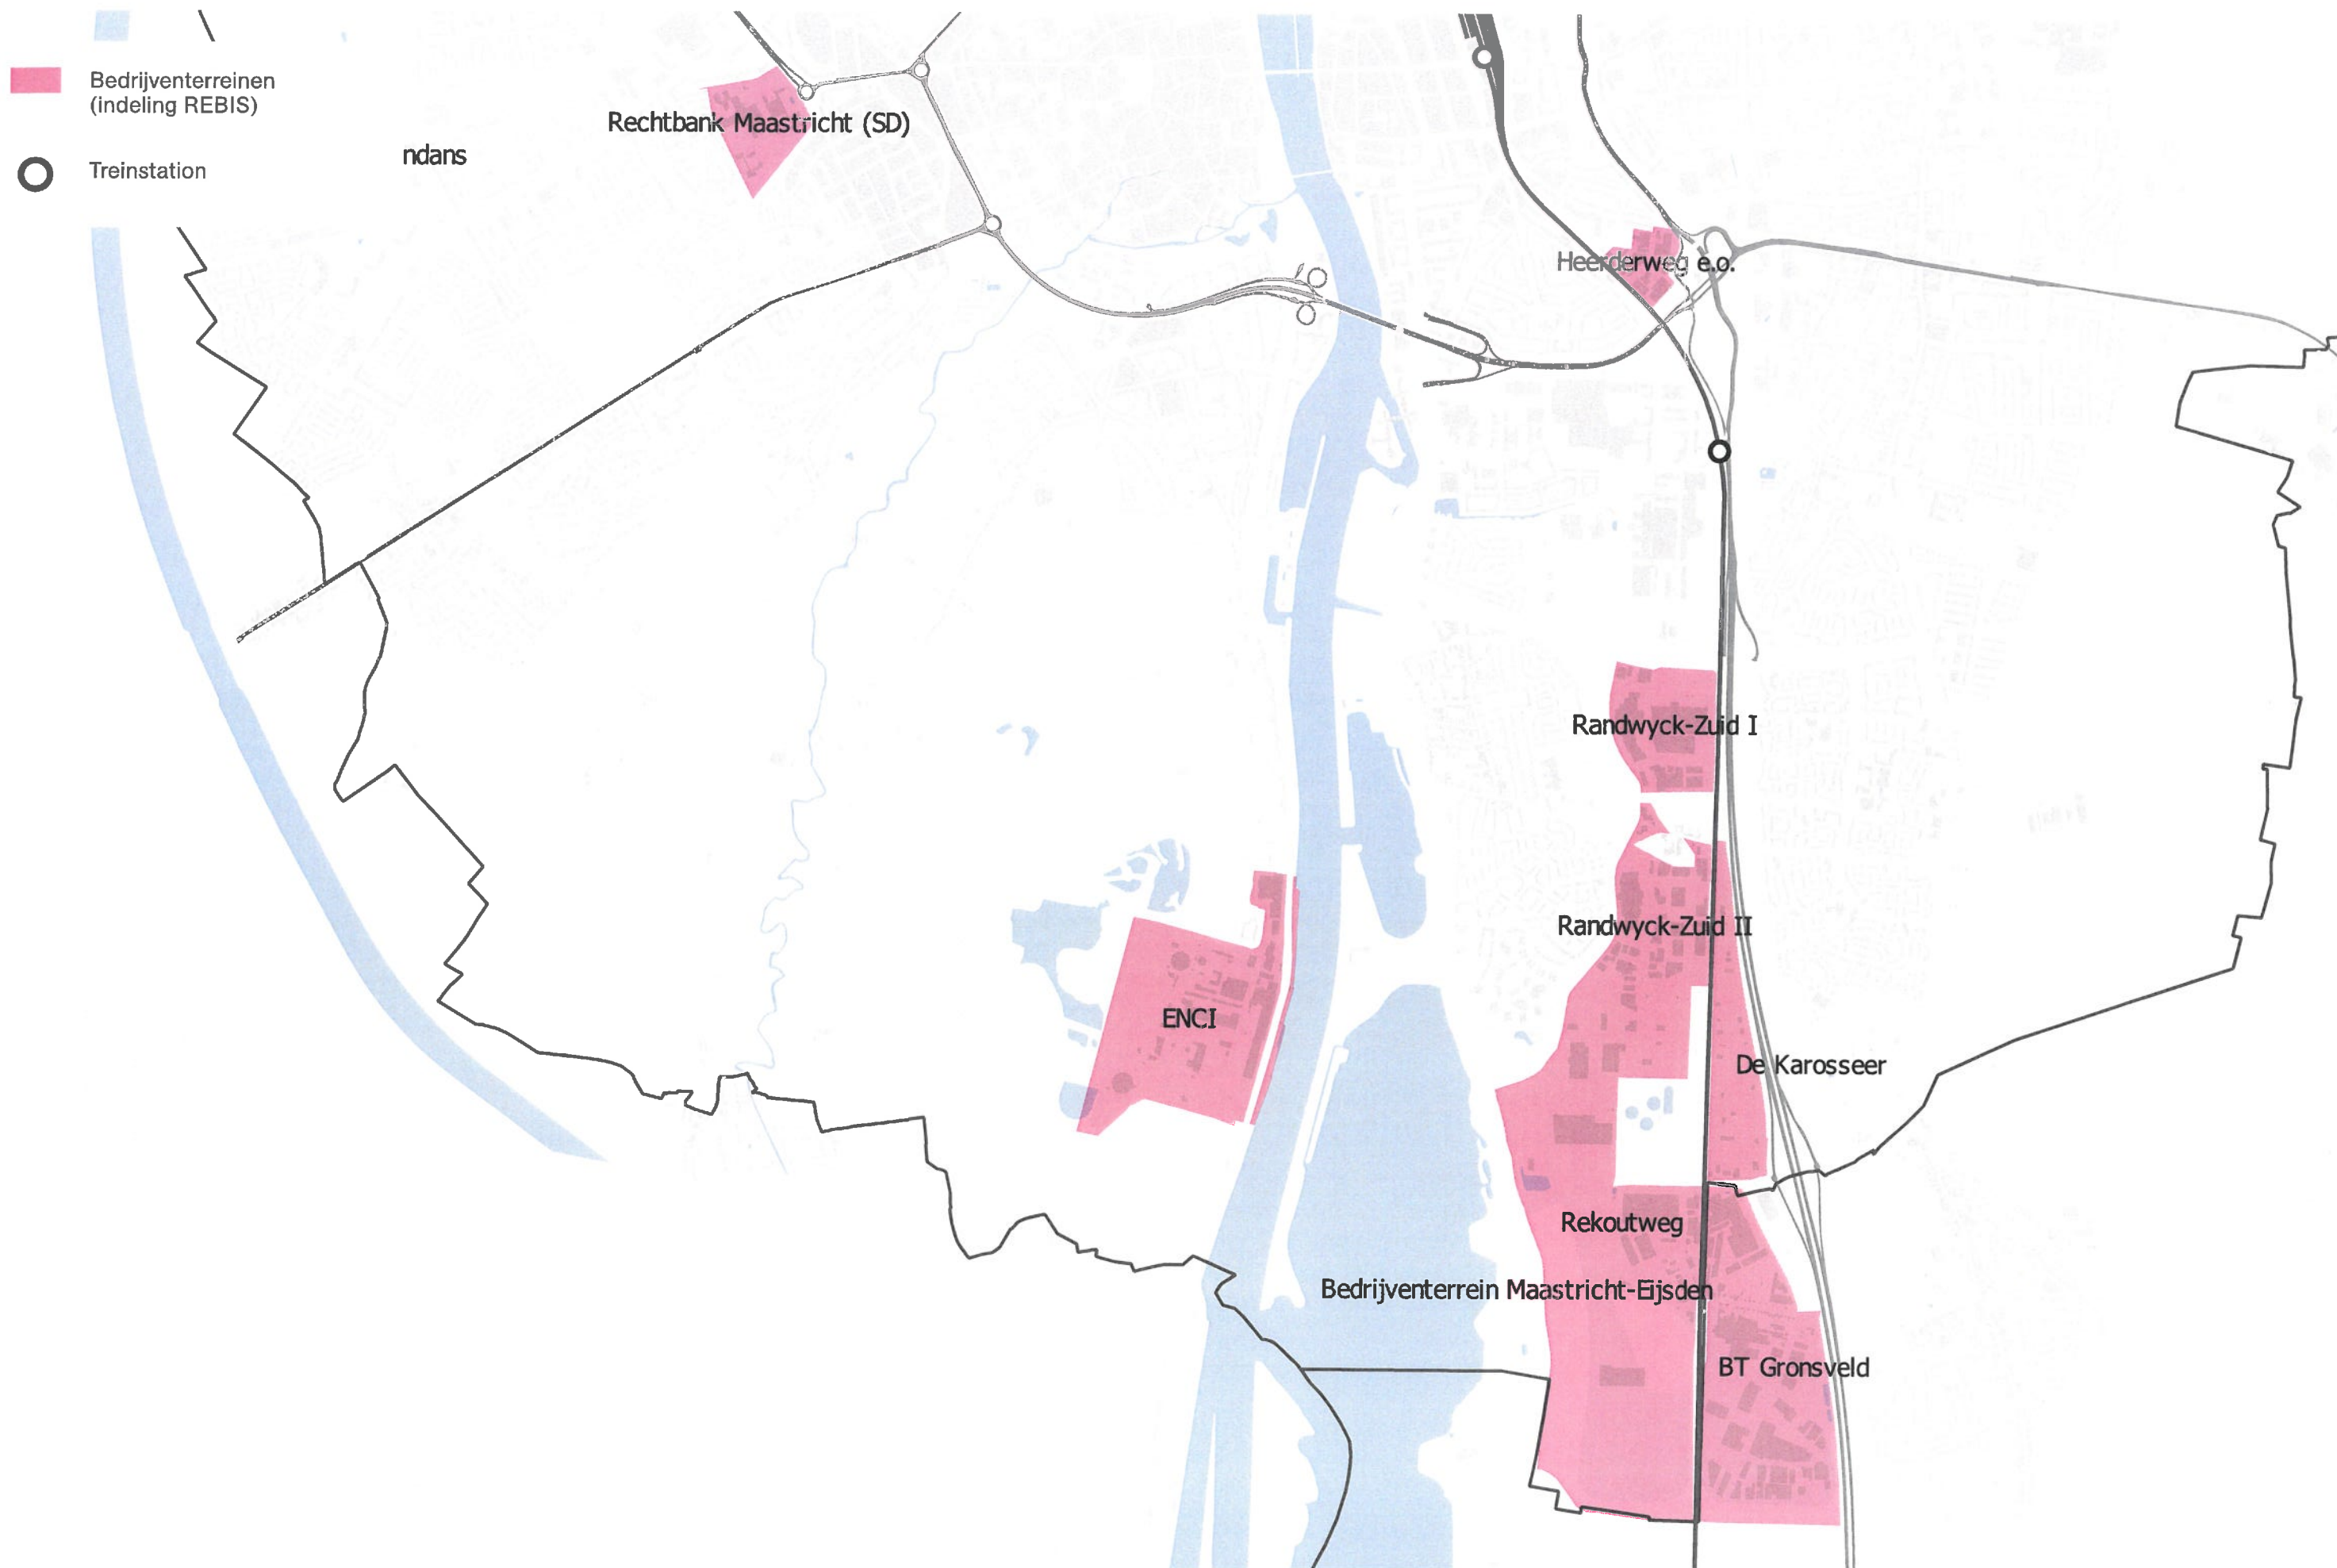 Bedrijventerreinen
(indeling REBIS)
Treinstation
ndans
Rechtbank Maastricht (SD)
Heerderweg e.o.
Randwyck-Zuid I
Randwyck-Zuid II
ENCI
De Karosseer
Rekoutweg
Bedrijventerrein Maastricht-Eijsden
BT Gronsveld